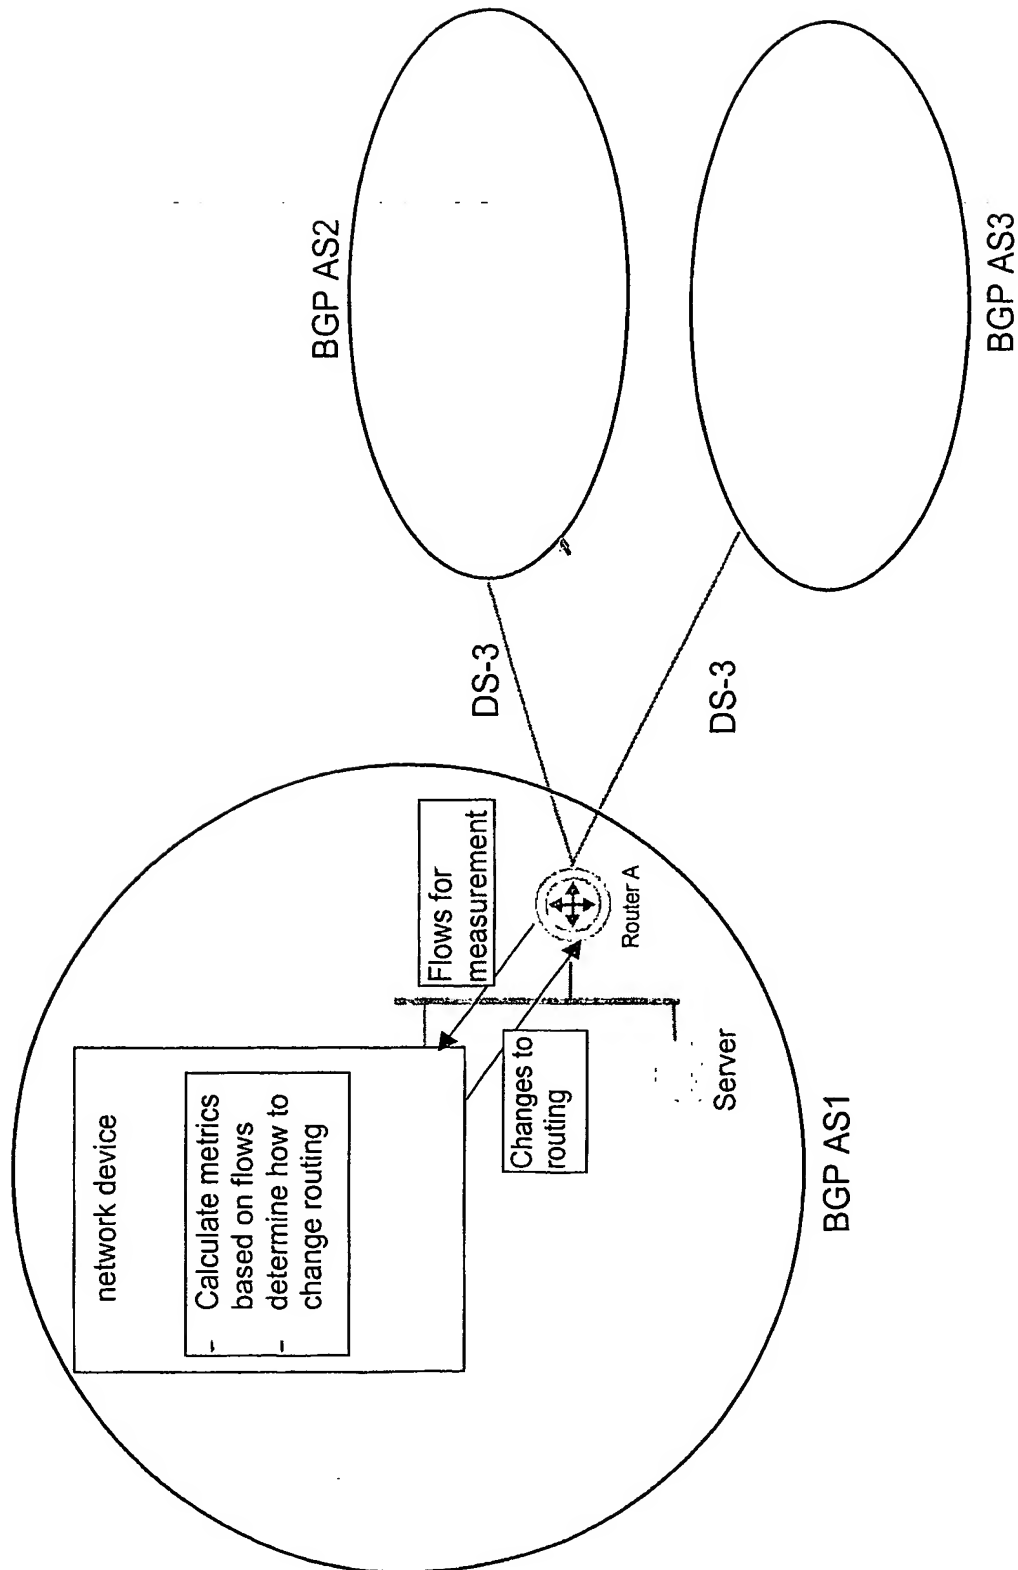 network device
- Calculate metrics
based on flows
- determine how to
change routing
Flows for
measurement
Changes to
routing
Router A
Server
BGP AS1
DS-3
DS-3
BGP AS2
BGP AS3